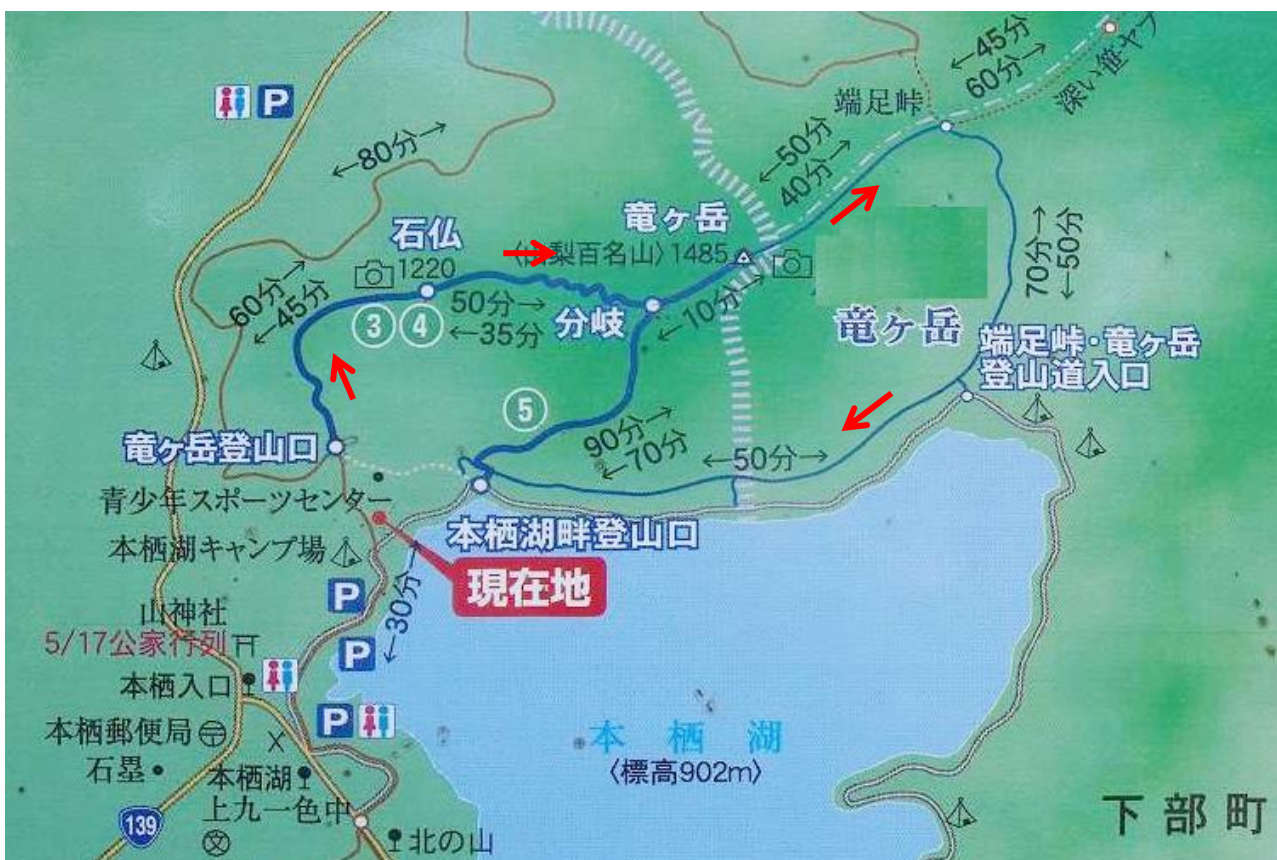 P
←45分
60分→
深い笹ヤブ
端足峠
←80分→
←50分
40分→
竜ヶ岳
石仏
1220
〈山梨百名山〉1485
60分→
←45分
50分→
←35分
③ ④
分岐
←10分→
竜ヶ岳
70分→
←50分
端足峠・竜ヶ岳
登山道入口
⑤
90分→
←70分
←50分→
竜ヶ岳登山口
青少年スポーツセンター
本栖湖畔登山口
本栖湖キャンプ場
現在地
P
←30分→
山神社
5/17公家行列
P
本栖入口
P
本栖郵便局
石塁
本栖湖
本栖湖
〈標高902m〉
上九一色中
139
文
北の山
下部町